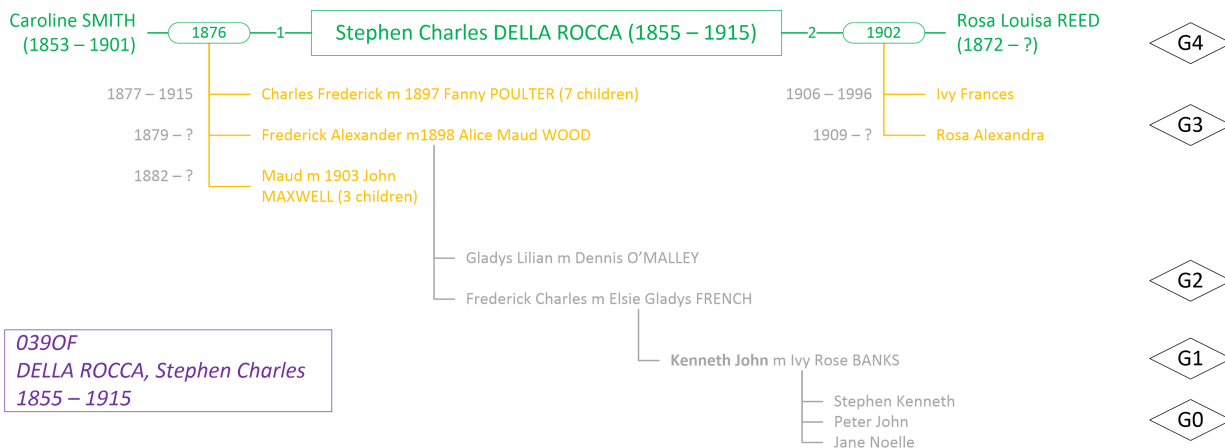 Caroline SMITH
(1853 – 1901)
1876
1
Stephen Charles DELLA ROCCA (1855 – 1915)
2
1902
Rosa Louisa REED
(1872 – ?)
G4
1877 – 1915
Charles Frederick m 1897 Fanny POULTER (7 children)
1906 – 1996
Ivy Frances
G3
1879 – ?
Frederick Alexander m1898 Alice Maud WOOD
1909 – ?
Rosa Alexandra
1882 – ?
Maud m 1903 John
MAXWELL (3 children)
Gladys Lilian m Dennis O’MALLEY
G2
Frederick Charles m Elsie Gladys FRENCH
039OF
DELLA ROCCA, Stephen Charles
1855 – 1915
Kenneth John m Ivy Rose BANKS
G1
Stephen Kenneth
Peter John
Jane Noelle
G0